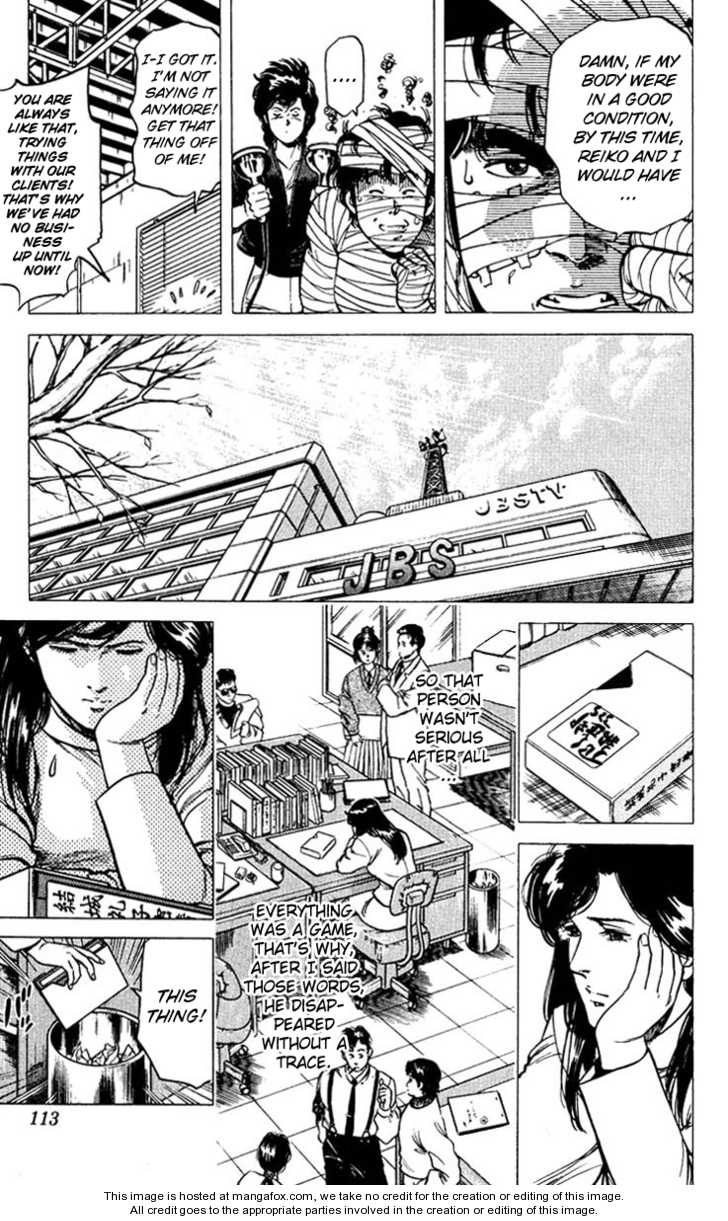 DAMN, IF MY
BODY WERE
IN A GOOD
CONDITION,
BY THIS TIME,
REIKO AND I
WOULD HAVE
...
....
I-I GOT IT.
I'M NOT
SAYING IT
ANYMORE!
GET THAT
THING OFF
OF ME!
YOU ARE
ALWAYS
LIKE THAT,
TRYING
THINGS
WITH OUR
CLIENTS!
THAT'S WHY
WE'VE HAD
NO BUSI-
NESS
UP UNTIL
NOW!
JBSTV
JBS
SO THAT
PERSON
WASN'T
SERIOUS
AFTER ALL
...
EVERYTHING
WAS A GAME,
THAT'S WHY,
AFTER I SAID
THOSE WORDS,
HE DISAP-
PEARED
WITHOUT A
TRACE.
結城礼子
THIS
THING!
113
This image is hosted at mangafox.com, we take no credit for the creation or editing of this image.
All credit goes to the appropriate parties involved in the creation or editing of this image.